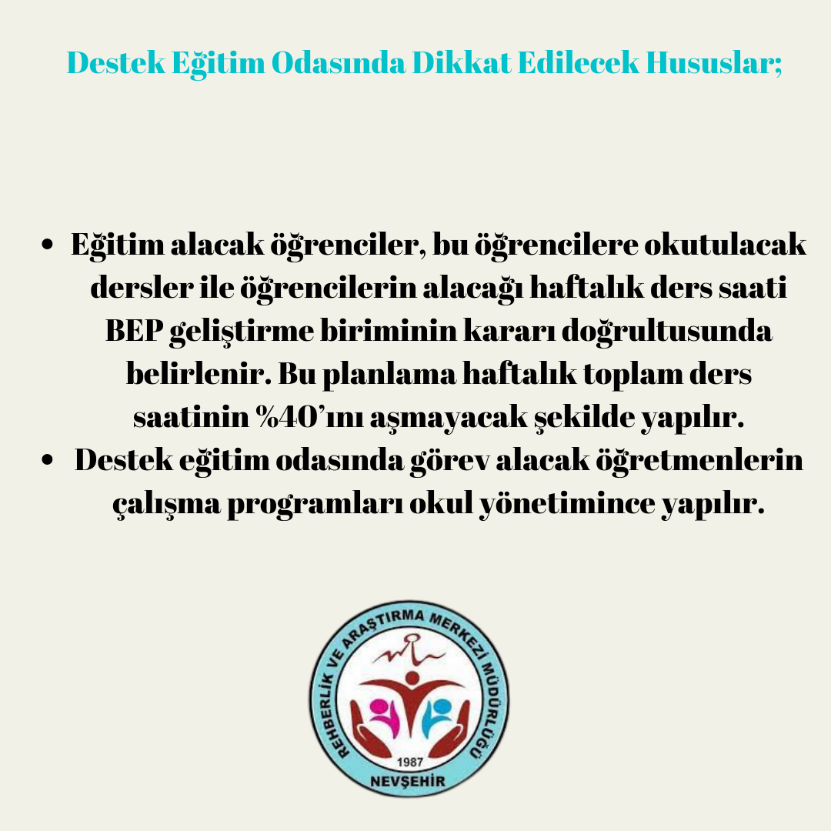 Destek Eğitim Odasında Dikkat Edilecek Hususlar;
• Eğitim alacak öğrenciler, bu öğrencilere okutulacak
dersler ile öğrencilerin alacağı haftalık ders saati
BEP geliştirme biriminin kararı doğrultusunda
belirlenir. Bu planlama haftalık toplam ders
saatinin %40’ını aşmayacak şekilde yapılır.
• Destek eğitim odasında görev alacak öğretmenlerin
çalışma programları okul yönetimince yapılır.
REHBERLİK VE ARAŞTIRMA MERKEZİ MÜDÜRLÜĞÜ
1987
NEVŞEHİR